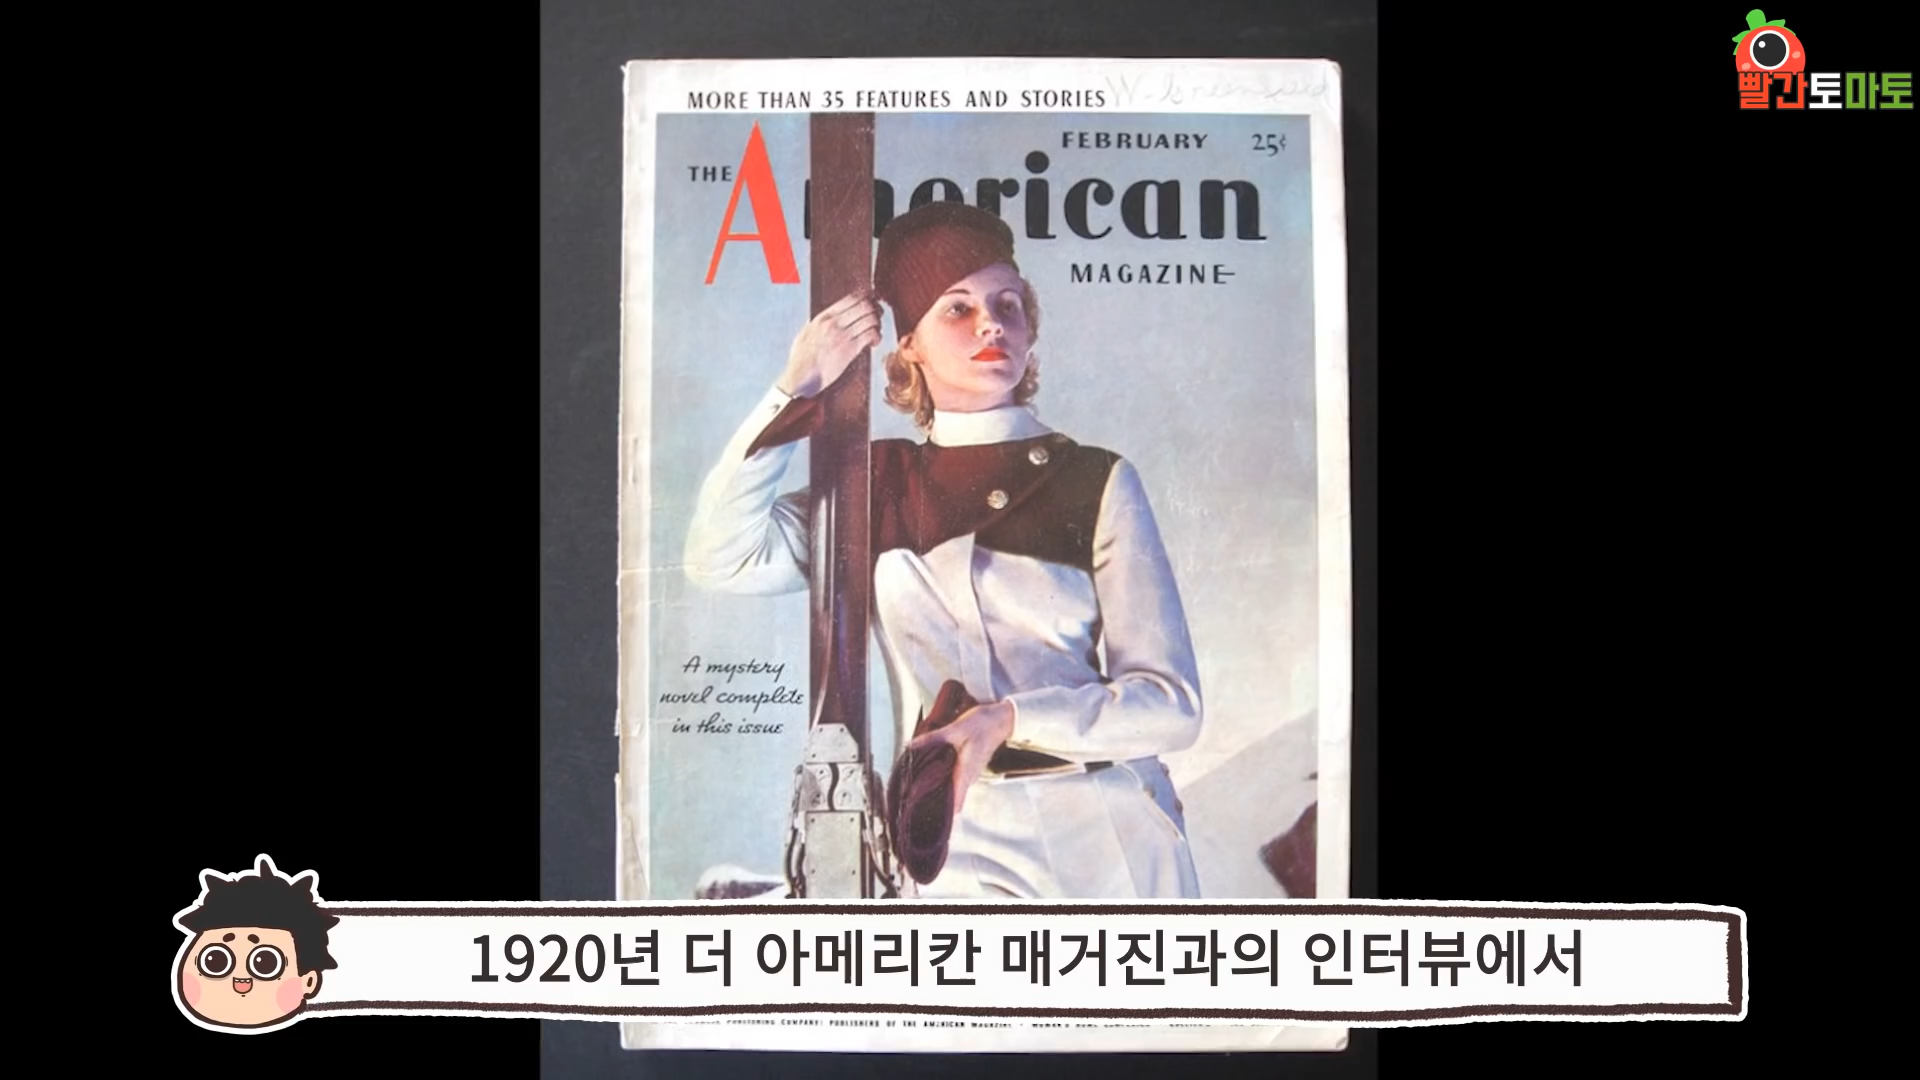 빨간토마토
MORE THAN 35 FEATURES AND STORIES
FEBRUARY 25¢
THE American
MAGAZINE
A mystery
novel complete
in this issue
1920년 더 아메리칸 매거진과의 인터뷰에서